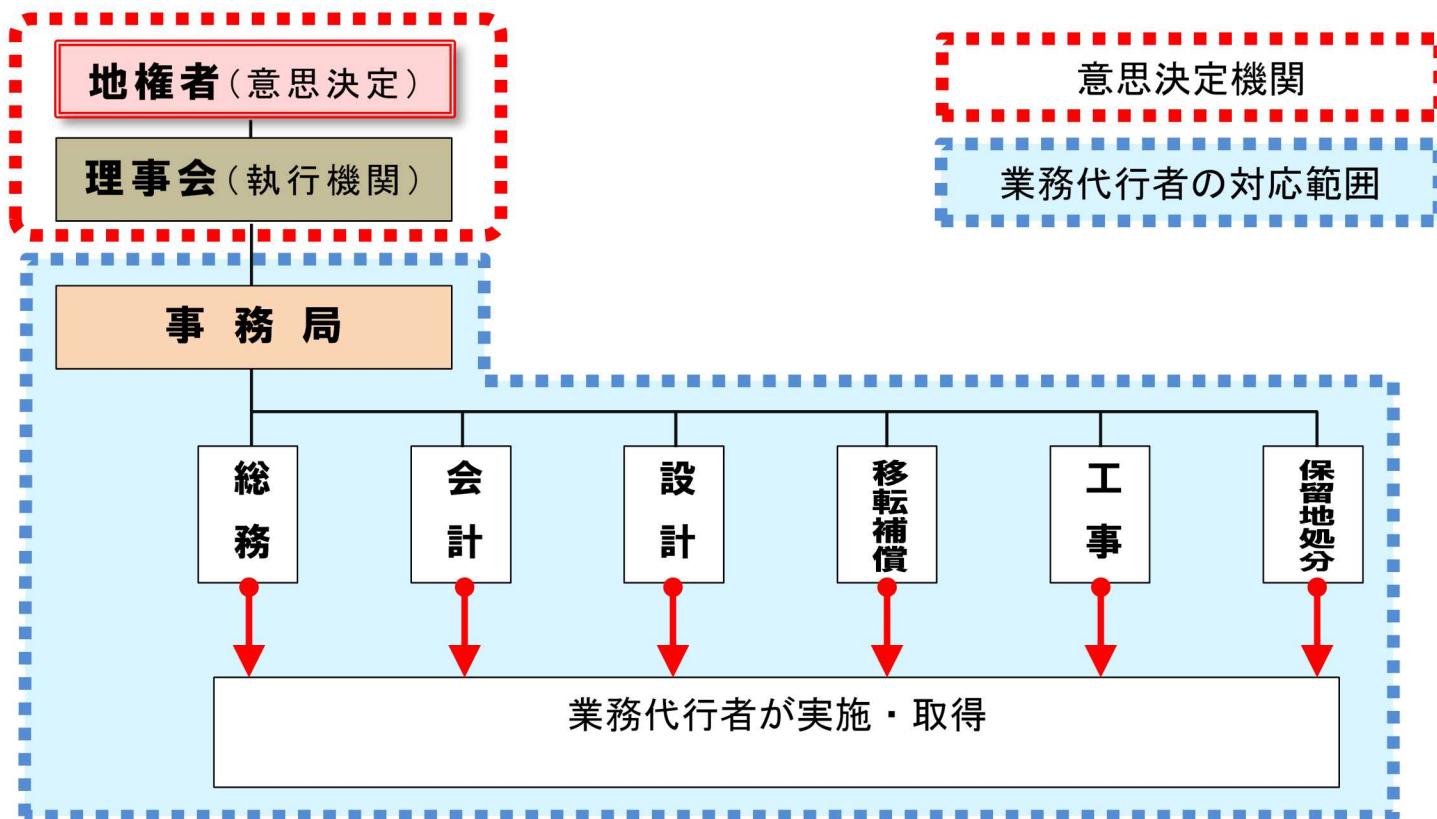 地権者（意思決定）
理事会（執行機関）
意思決定機関
業務代行者の対応範囲
事務局
総務
会計
設計
移転補償
工事
保留地処分
業務代行者が実施・取得